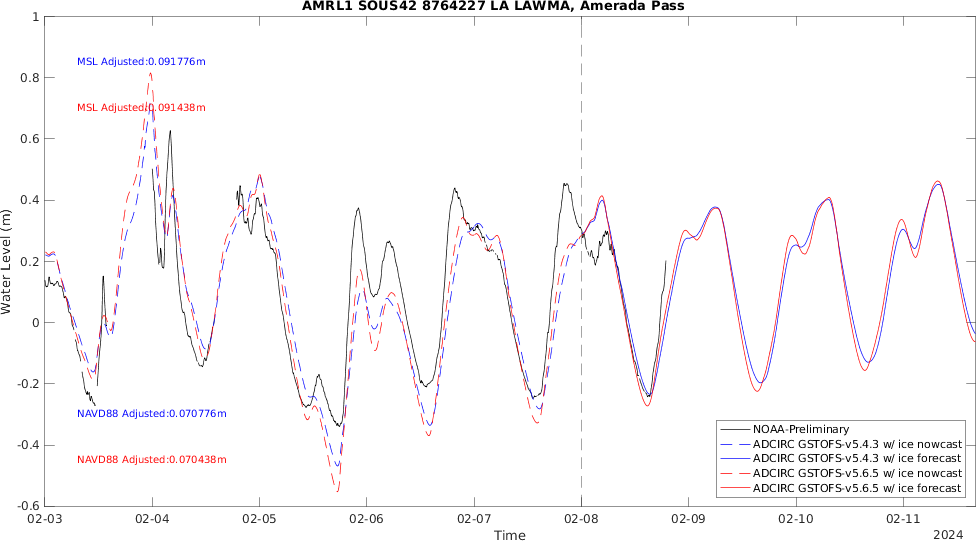 AMRL1 SOUS42 8764227 LA LAWMA, Amerada Pass
1
0.8
0.6
0.4
0.2
0
-0.2
-0.4
-0.6
Water Level (m)
MSL Adjusted:0.091776m
MSL Adjusted:0.091438m
NAVD88 Adjusted:0.070776m
NAVD88 Adjusted:0.070438m
NOAA-Preliminary
ADCIRC GSTOFS-v5.4.3 w/ ice nowcast
ADCIRC GSTOFS-v5.4.3 w/ ice forecast
ADCIRC GSTOFS-v5.6.5 w/ ice nowcast
ADCIRC GSTOFS-v5.6.5 w/ ice forecast
02-03 02-04 02-05 02-06 02-07 02-08 02-09 02-10 02-11
Time
2024